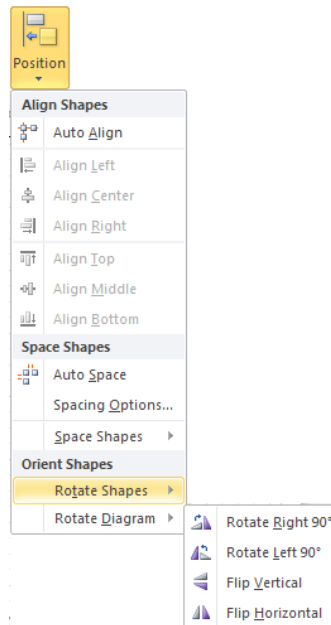 Position
Align Shapes
Auto Align
Align Left
Align Center
Align Right
Align Top
Align Middle
Align Bottom
Space Shapes
Auto Space
Spacing Options...
Space Shapes
Orient Shapes
Rotate Shapes
Rotate Diagram
Rotate Right 90°
Rotate Left 90°
Flip Vertical
Flip Horizontal